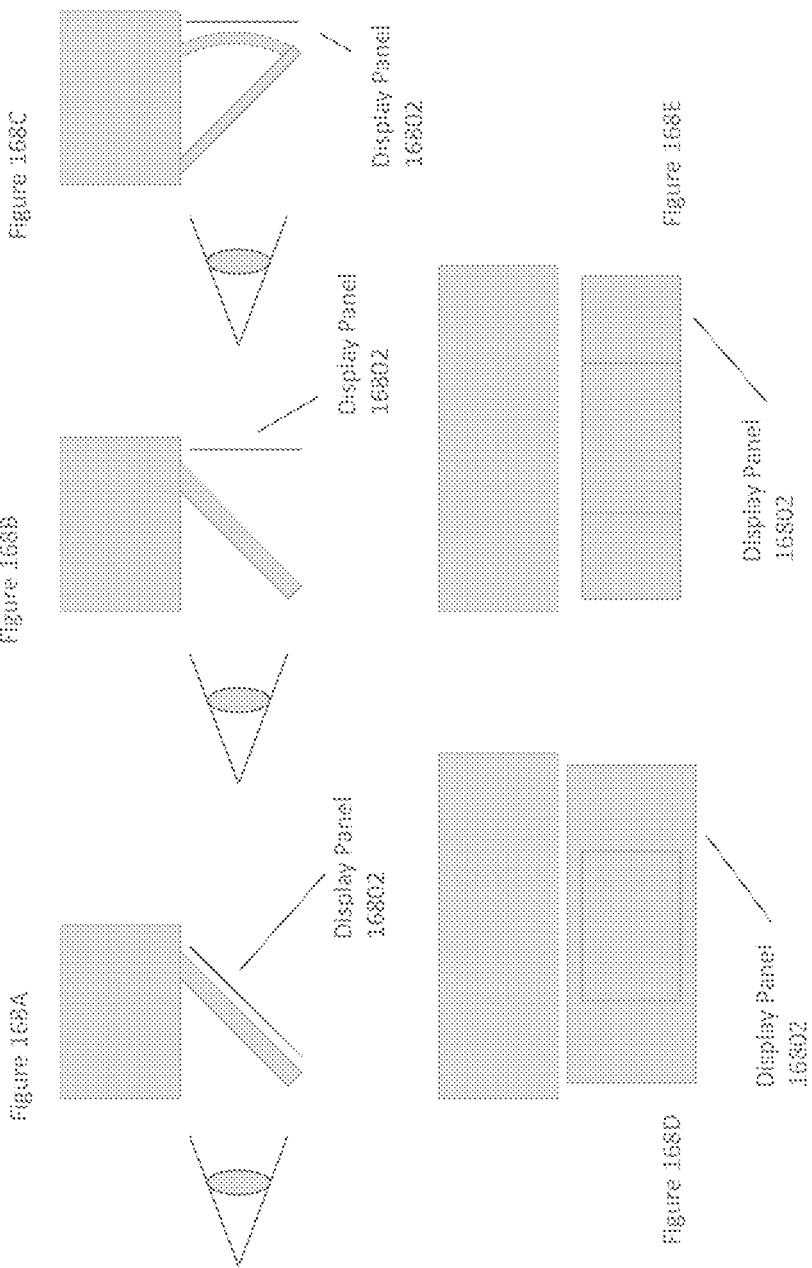 Figure 168A
Display Panel
16802
Figure 168B
Display Panel
16802
Figure 168C
Display Panel
16802
Figure 168D
Display Panel
16802
Figure 168E
Display Panel
16802